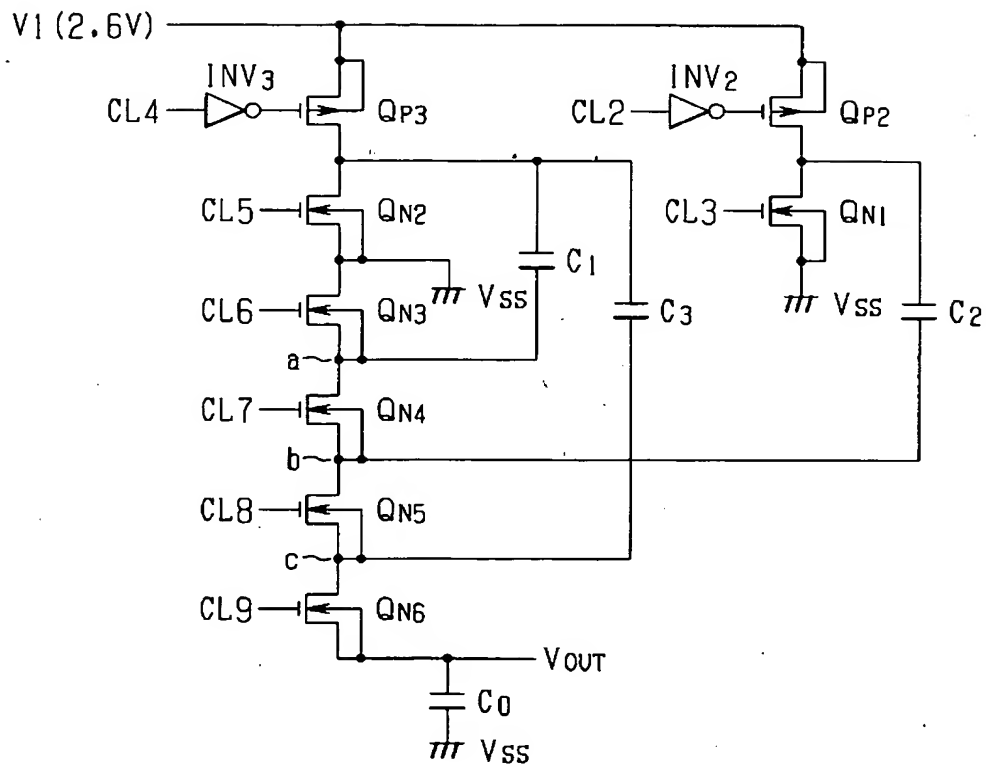 V1(2.6V)
INV3
CL4
QP3
INV2
CL2
QP2
CL5
QN2
CL3
QN1
C1
VSS
VSS
CL6
QN3
C3
C2
a
CL7
QN4
b
CL8
QN5
c
CL9
QN6
VOUT
C0
VSS